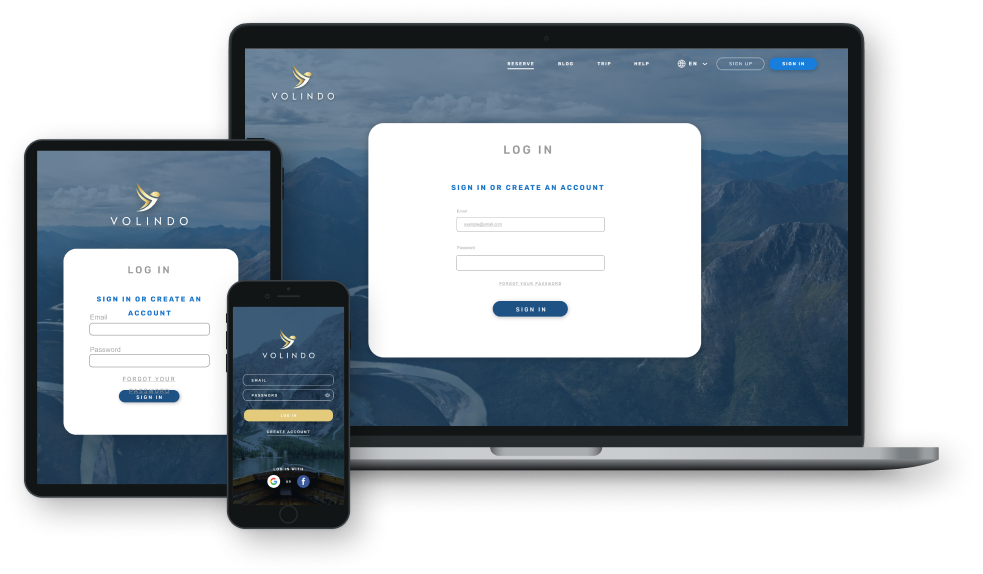 RESERVE
BLOG
TRIP
HELP
EN
SIGN UP
SIGN IN
VOLINDO
LOG IN
SIGN IN OR CREATE AN ACCOUNT
Email
example@email.com
Password
FORGOT YOUR PASSWORD
SIGN IN
VOLINDO
LOG IN
SIGN IN OR CREATE AN
ACCOUNT
Email
Password
FORGOT YOUR
PASSWORD
SIGN IN
VOLINDO
EMAIL
PASSWORD
LOG IN
CREATE ACCOUNT
LOG IN WITH
G
OR
f